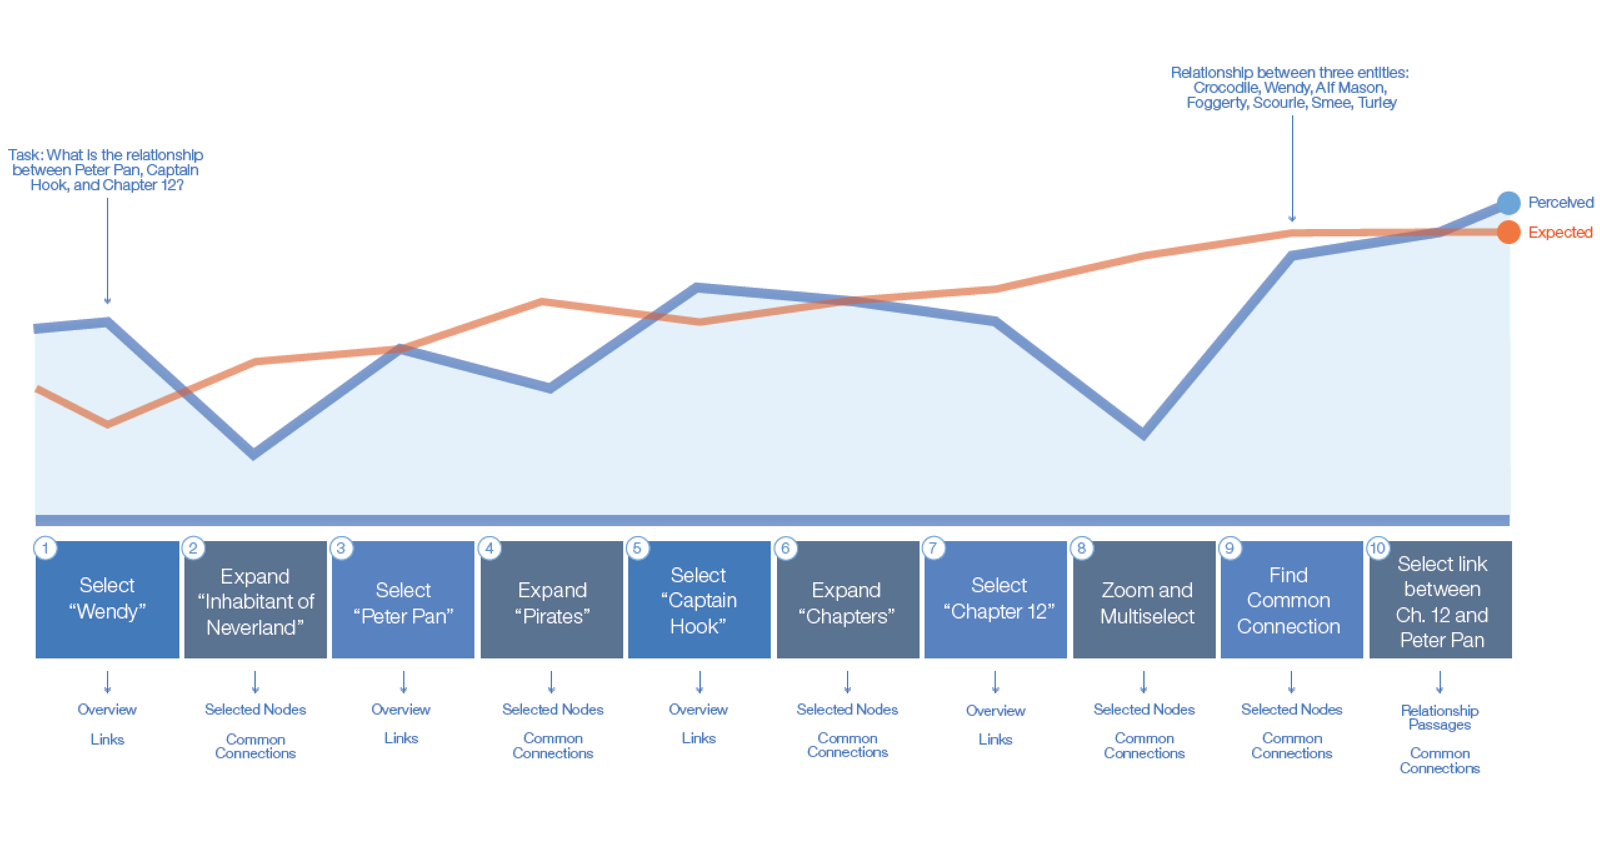 Relationship between three entities:
Crocodile, Wendy, Alf Mason,
Foggerty, Scourie, Smee, Turley
Task: What is the relationship
between Peter Pan, Captain
Hook, and Chapter 12?
Perceived
Expected
1
Select
“Wendy”
2
Expand
“Inhabitant of
Neverland”
3
Select
“Peter Pan”
4
Expand
“Pirates”
5
Select
“Captain
Hook”
6
Expand
“Chapters”
7
Select
“Chapter 12”
8
Zoom and
Multiselect
9
Find
Common
Connection
10
Select link
between
Ch. 12 and
Peter Pan
Overview
Links
Selected Nodes
Common
Connections
Overview
Links
Selected Nodes
Common
Connections
Overview
Links
Selected Nodes
Common
Connections
Overview
Links
Selected Nodes
Common
Connections
Selected Nodes
Common
Connections
Relationship
Passages
Common
Connections